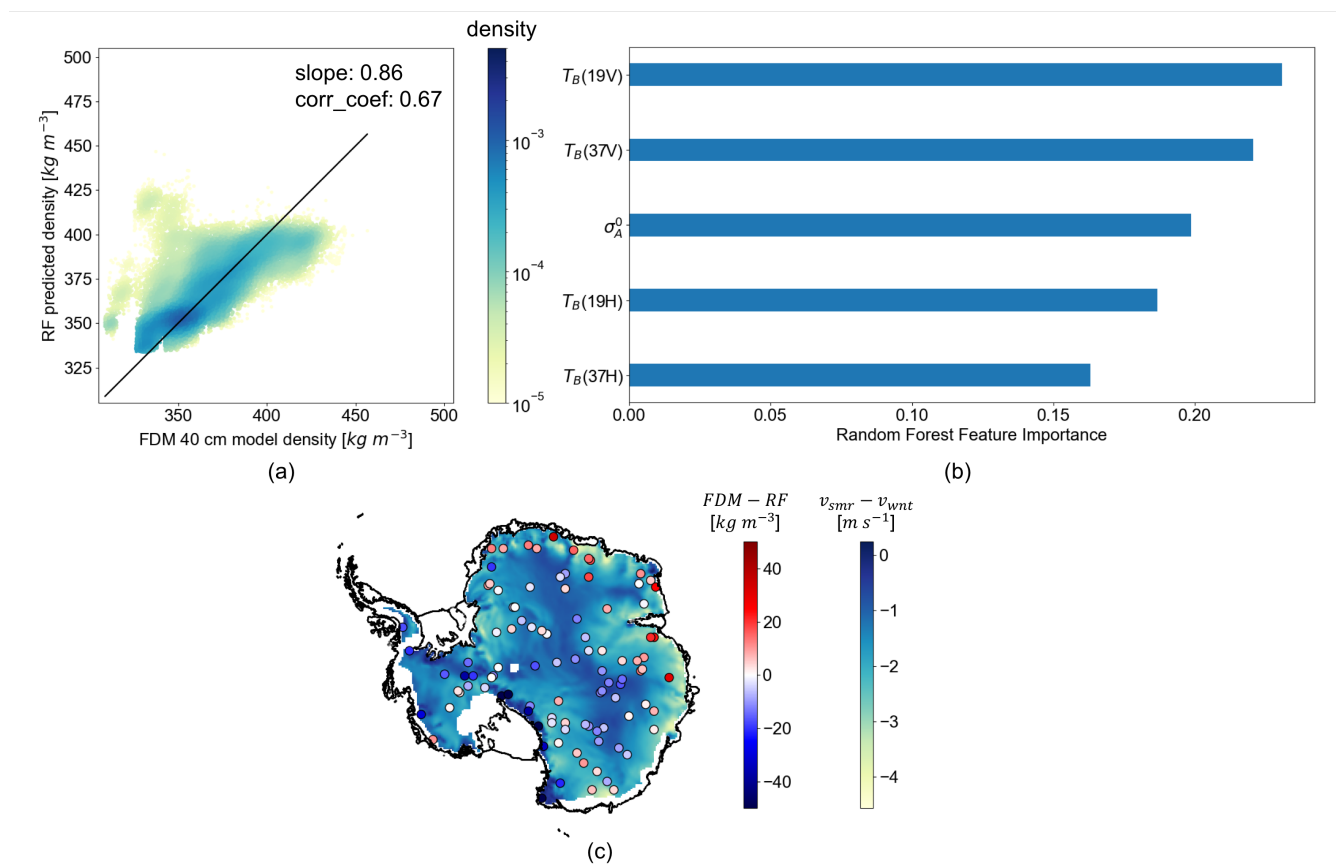 density
slope: 0.86
corr_coef: 0.67
500
475
450
425
400
375
350
325
RF predicted density [kg m⁻³]
350
400
450
500
FDM 40 cm model density [kg m⁻³]
10⁻³
10⁻⁴
10⁻⁵
(a)
T_B(19V)
T_B(37V)
σ⁰_A
T_B(19H)
T_B(37H)
0.00
0.05
0.10
0.15
0.20
Random Forest Feature Importance
(b)
FDM − RF
[kg m⁻³]
40
20
0
−20
−40
v_smr − v_wnt
[m s⁻¹]
0
−1
−2
−3
−4
(c)